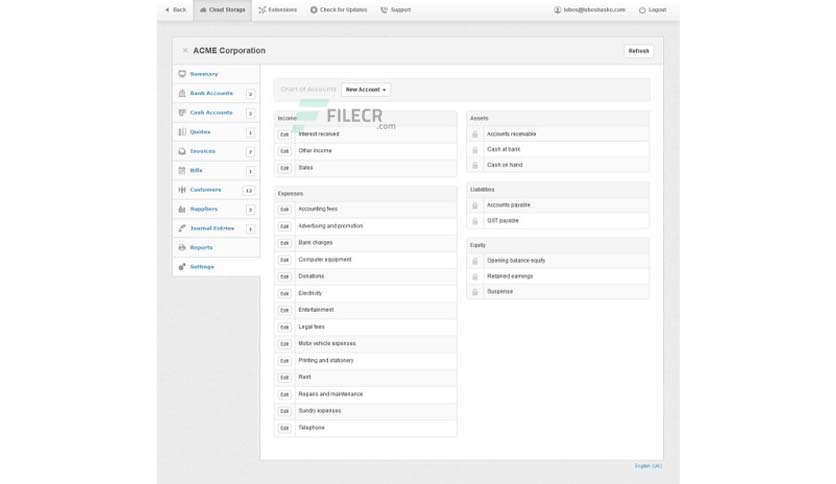 Back
Cloud Storage
Extensions
Check for Updates
Support
Logout
ACME Corporation
Refresh
Summary
Bank Accounts 2
Cash Accounts 2
Quotes 1
Invoices 7
Bills 1
Customers 12
Suppliers 3
Journal Entries 1
Reports
Settings
Chart of Accounts
New Account
FILECR
.com
Income
Edit Interest received
Edit Other income
Edit Sales
Expenses
Edit Accounting fees
Edit Advertising and promotion
Edit Bank charges
Edit Computer equipment
Edit Donations
Edit Electricity
Edit Entertainment
Edit Legal fees
Edit Motor vehicle expenses
Edit Printing and stationery
Edit Rent
Edit Repairs and maintenance
Edit Sundry expenses
Edit Telephone
Assets
Accounts receivable
Cash at bank
Cash on hand
Liabilities
Accounts payable
GST payable
Equity
Opening balance equity
Retained earnings
Suspense
English (UK)